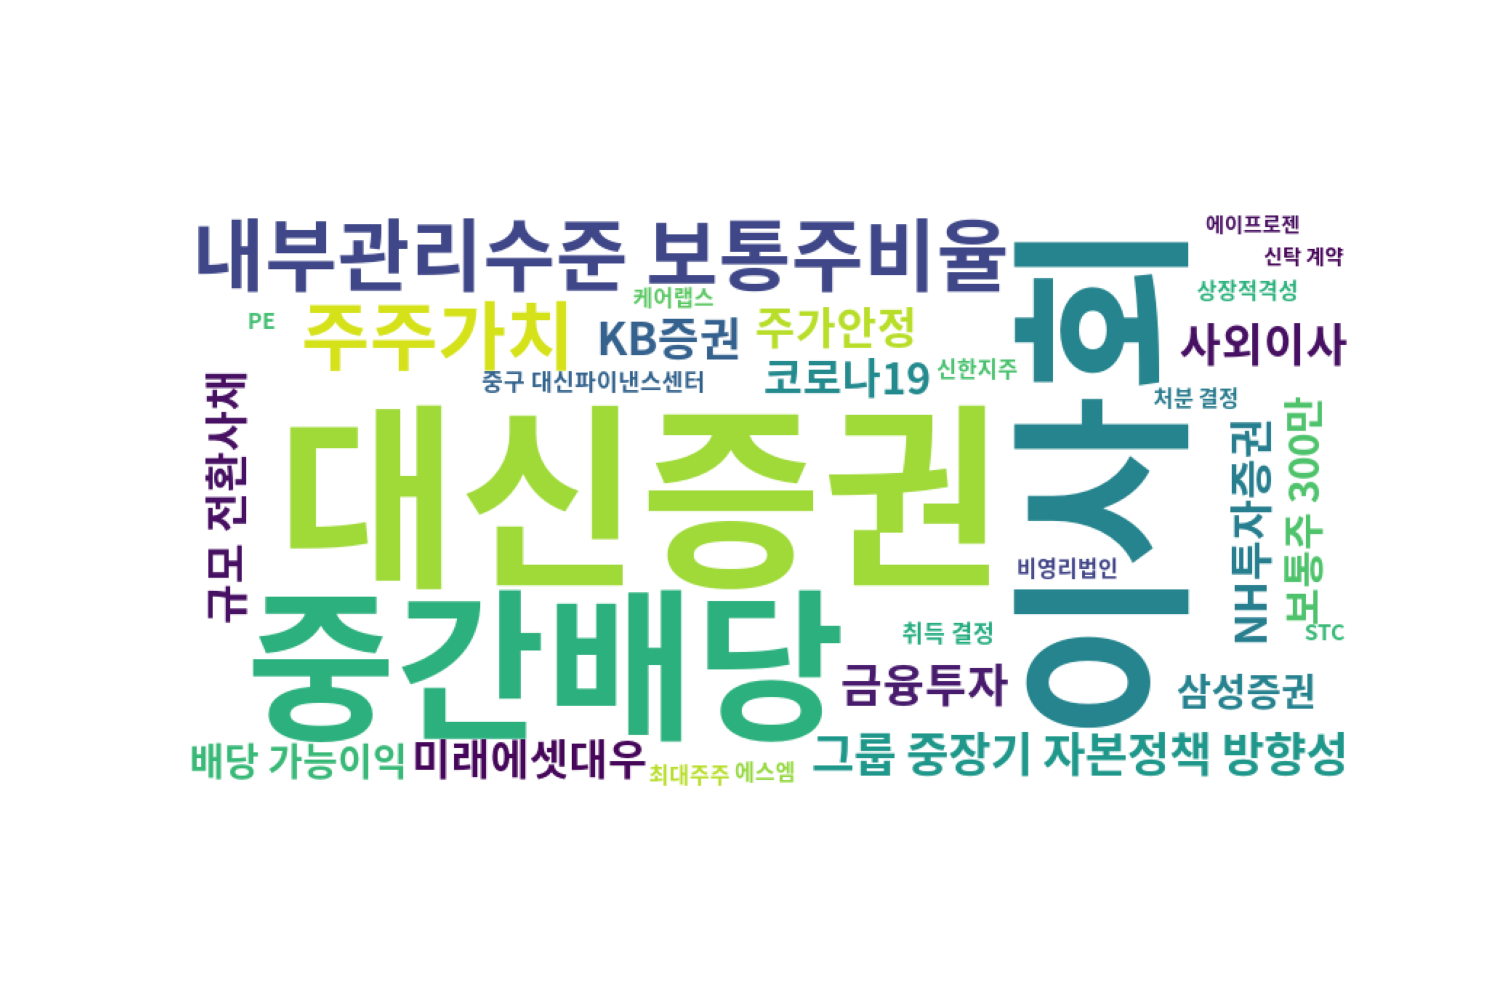 내부관리수준 보통주비율
이사회
에이프로젠
신탁 계약
상장적격성
케어랩스
PE
주주가치
KB증권
주가안정
사외이사
중구 대신파이낸스센터
코로나19
신한지주
처분 결정
규모 전환사채
대신증권
NH투자증권
보통주 300만
비영리법인
중간배당
취득 결정
STC
금융투자
삼성증권
배당 가능이익
미래에셋대우
최대주주
에스엠
그룹 중장기 자본정책 방향성